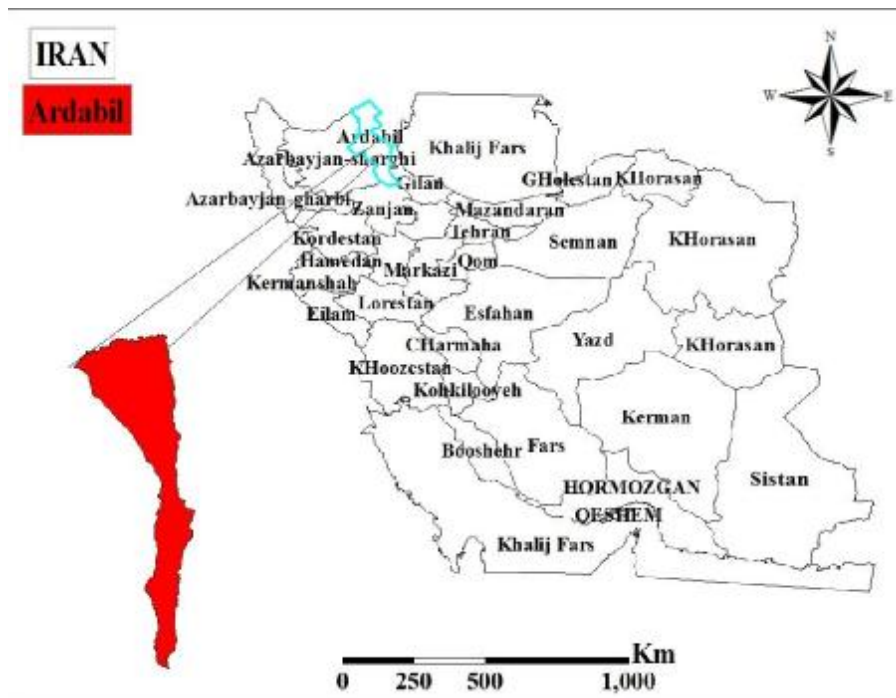 IRAN
Ardabil
N
W
E
S
Ardabil
Khalij Fars
Azarbayjan-sharghi
Gilan
GHolestan
KHorasan
Azarbayjan-gharbi
Zanjan
Mazandaran
Tehran
Kordestan
Semnan
KHorasan
Hamedan
Markazi
Qom
Kermanshah
Lorestan
Eilam
Esfahan
CHarmaha
Yazd
KHorasan
KHoozestan
Kohkilooyeh
Kerman
Booshehr
Fars
Sistan
HORMOZGAN
QESHEM
Khalij Fars
Km
0 250 500 1,000